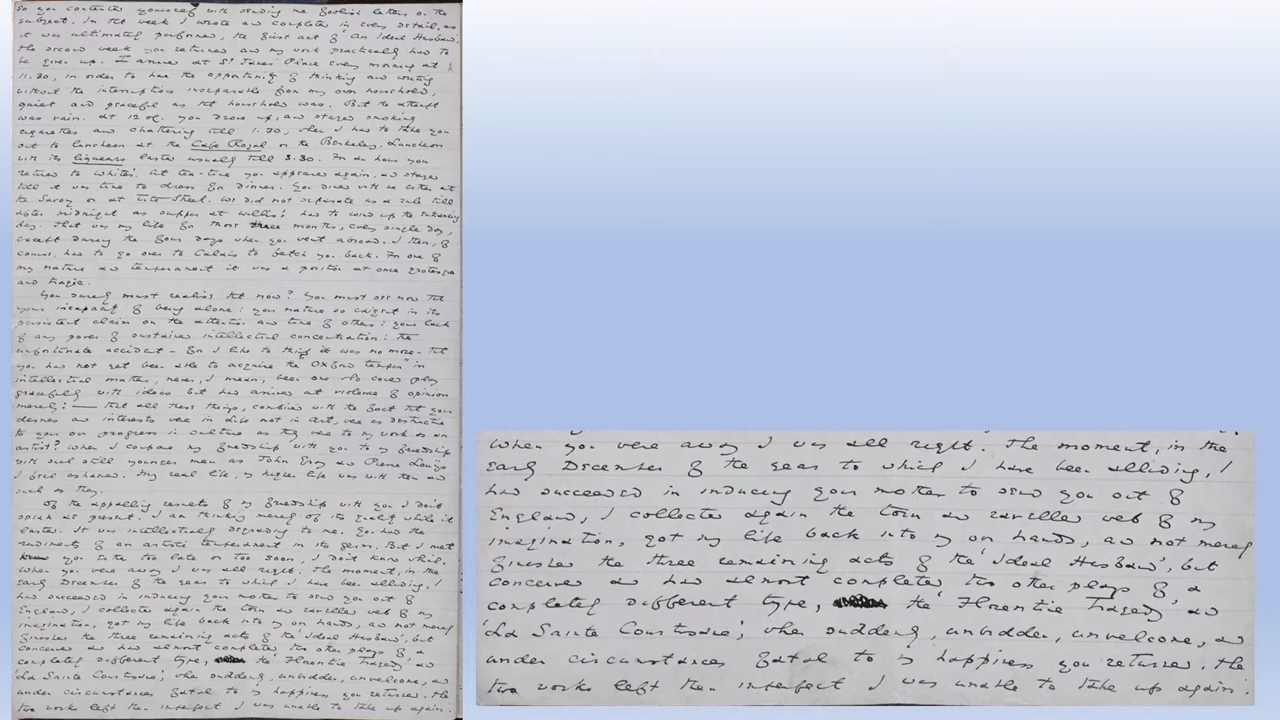 so you contented yourself with sending me foolish letters on the
subject. In that week I wrote and completed in every detail, as
it was ultimately performed, the first act of 'An Ideal Husband'.
The second week you returned and my work practically had to
be given up. I arrived at St James's Place every morning at
11.30, in order to have the opportunity of thinking and writing
without the interruptions inseparable from my own household,
quiet and peaceful as that household was. But the attempt
was vain. At 12 o'c. you drove up, and stayed smoking
cigarettes and chattering till 1.30, when I had to take you
out to luncheon at the Café Royal or the Berkeley. Luncheon
with its liqueurs lasted usually till 3.30. For an hour you
retired to White's. At tea-time you appeared again, and stayed
till it was time to dress for dinner. You dined with me either at
the Savoy or at Tite Street. We did not separate as a rule till
after midnight as supper at Willis's had to wind up the entrancing
day. That was my life for those three months, every single day,
except during the four days when you went abroad. I then, of
course, had to go over to Calais to fetch you back. For one of
my nature and temperament it was a position at once grotesque
and tragic.
You surely must realise that now? You must see now that
your incapacity of being alone: your nature so exigent in its
persistent claim on the attention and time of others: your lack
of any power of sustained intellectual concentration: the
unfortunate accident – for I like to think it was no more – that
you had not yet been able to acquire the "Oxford temper" in
intellectual matters, never, I mean, been one who could play
gracefully with ideas but had arrived at violence of opinion
merely: — that all these things, combined with the fact that your
desires and interests were in Life not in Art, were as destructive
to your own progress in culture as they were to my work as an
artist? When I compare my friendship with you to my friendship
with such still younger men as John Gray and Pierre Louÿs
I feel ashamed. My real life, my higher life was with them and
such as they.
Of the appalling results of my friendship with you I don't
speak at present. I am thinking merely of its quality while it
lasted. It was intellectually degrading to me. You had the
rudiments of an artistic temperament in its germ. But I met
you either too late or too soon, I don't know which.
When you were away I was all right. The moment, in the
early December of the year to which I have been alluding, I
had succeeded in inducing your mother to send you out of
England, I collected again the torn and ravelled web of my
imagination, got my life back into my own hands, and not merely
finished the three remaining acts of the 'Ideal Husband', but
conceived and had almost completed two other plays of a
completely different type, the 'Florentine Tragedy' and
'La Sainte Courtisane', when suddenly, unbidden, unwelcome, and
under circumstances fatal to my happiness you returned. The
two works left then imperfect I was unable to take up again.
When you were away I was all right. The moment, in the
early December of the year to which I have been alluding, I
had succeeded in inducing your mother to send you out of
England, I collected again the torn and ravelled web of my
imagination, got my life back into my own hands, and not merely
finished the three remaining acts of the 'Ideal Husband', but
conceived and had almost completed two other plays of a
completely different type, the 'Florentine Tragedy' and
'La Sainte Courtisane', when suddenly, unbidden, unwelcome, and
under circumstances fatal to my happiness you returned. The
two works left then imperfect I was unable to take up again.